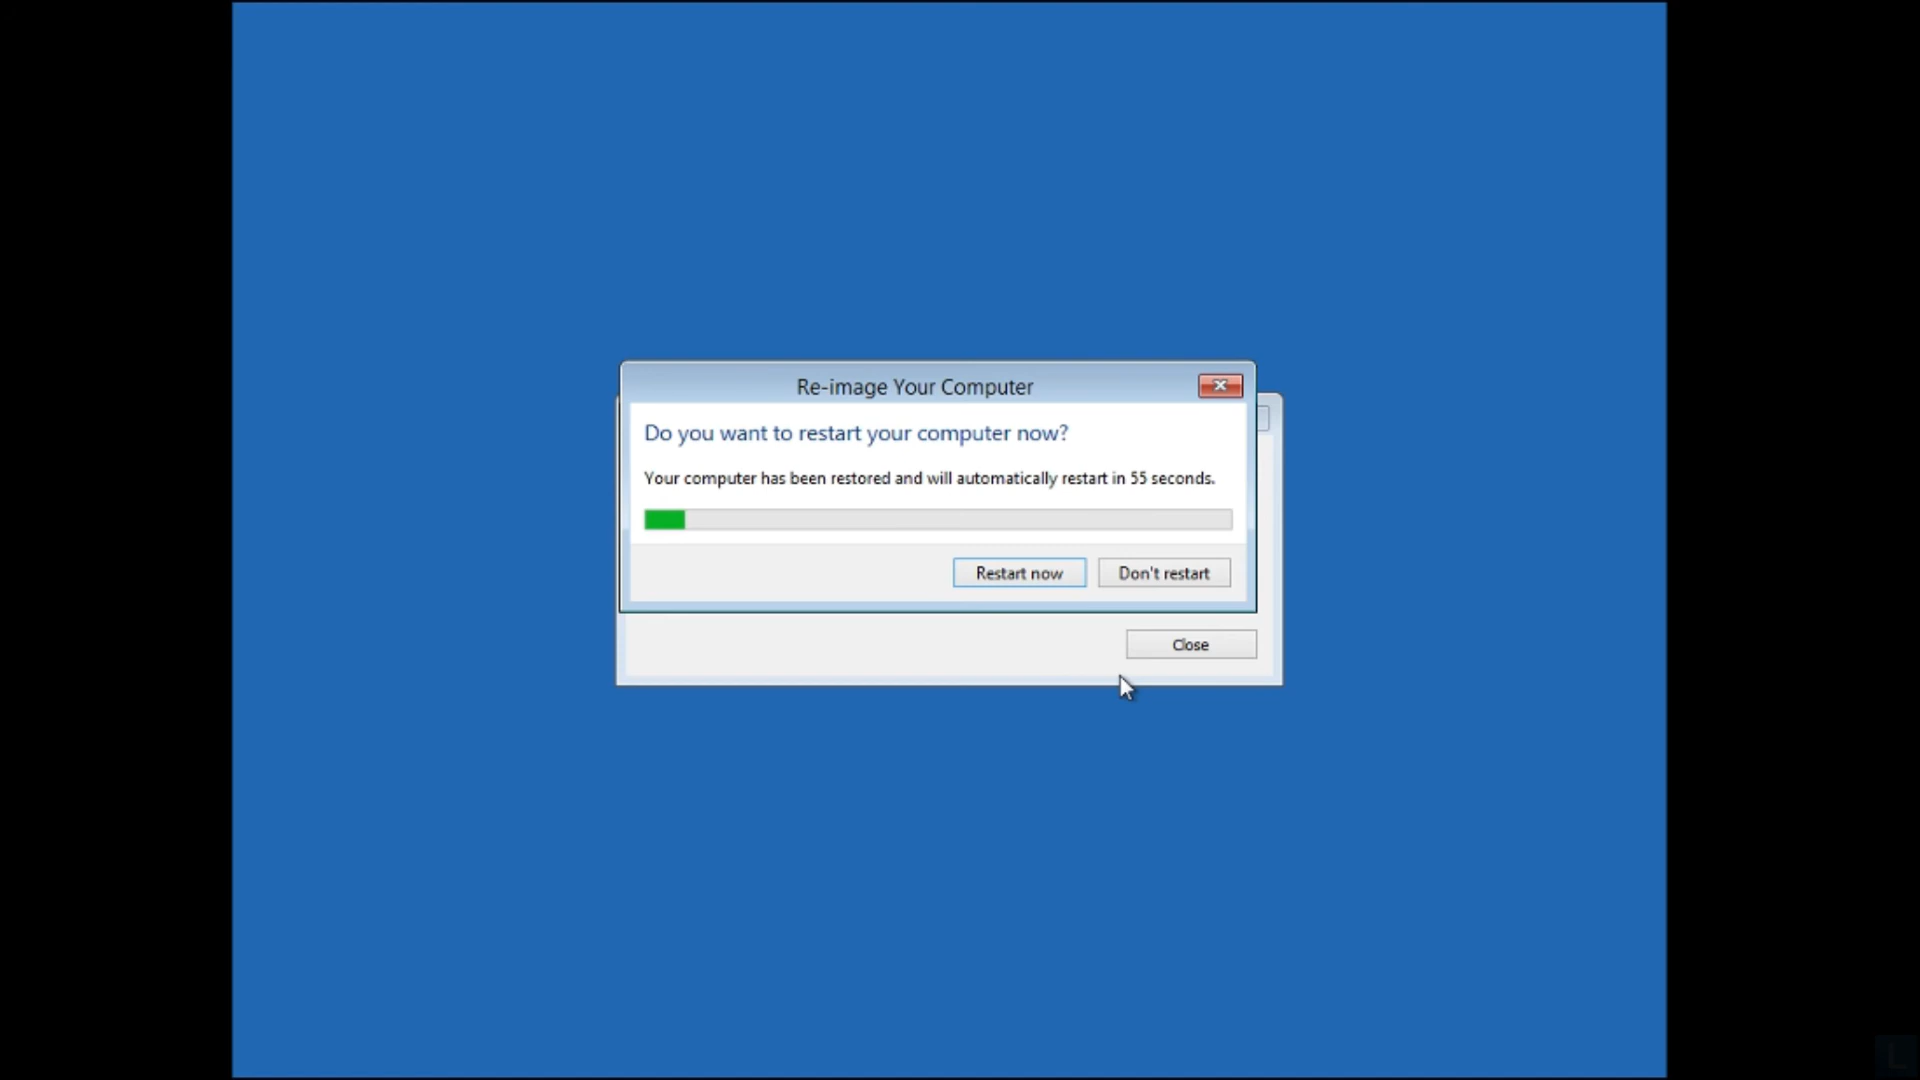 Re-image Your Computer
Do you want to restart your computer now?
Your computer has been restored and will automatically restart in 55 seconds.
Restart now
Don't restart
Close
L